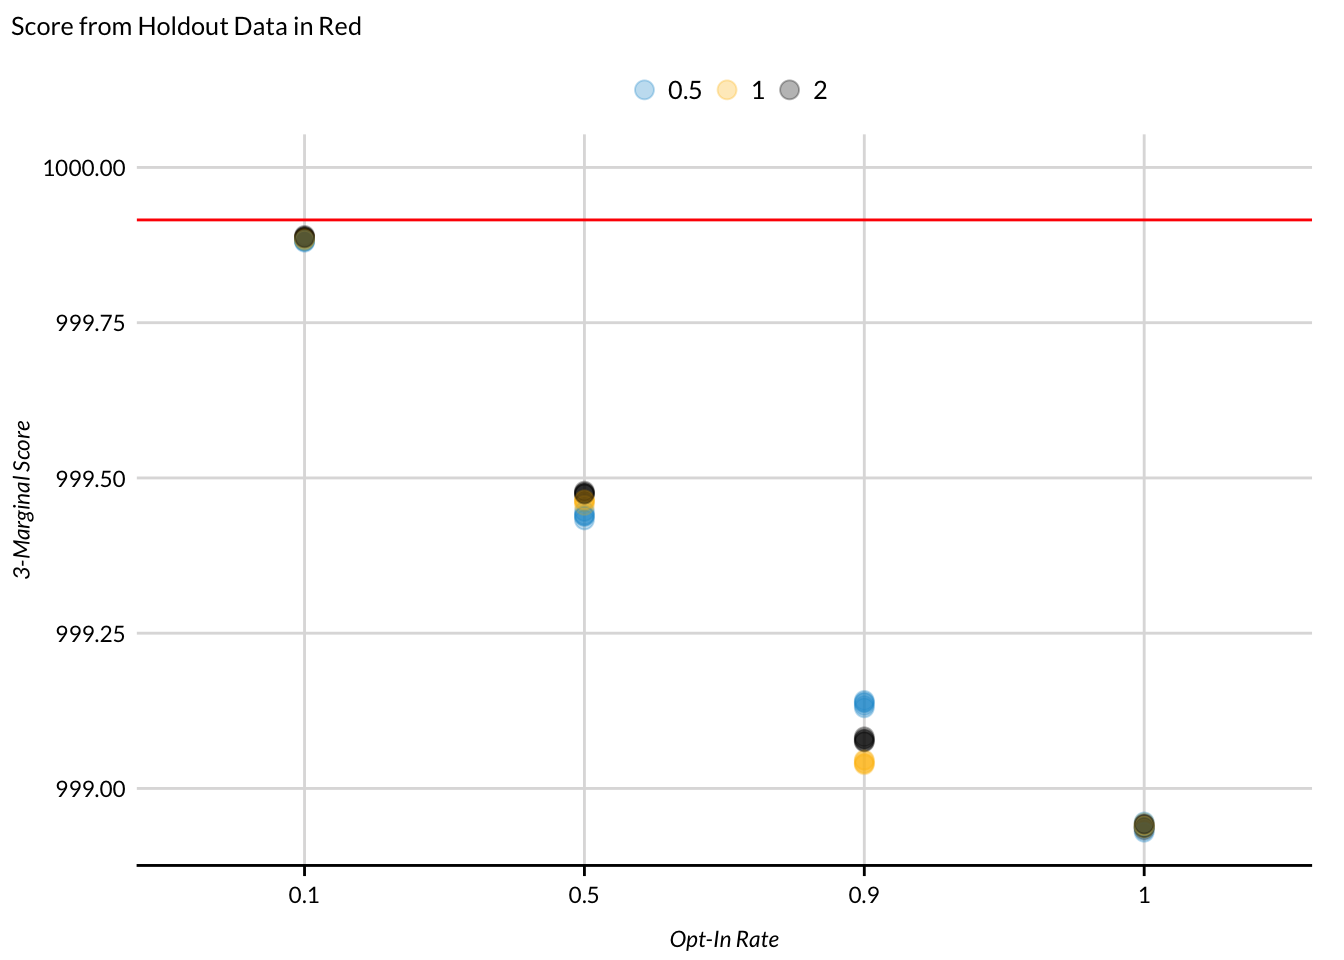 Score from Holdout Data in Red
0.5 1 2
1000.00
999.75
999.50
999.25
999.00
3-Marginal Score
0.1 0.5 0.9 1
Opt-In Rate